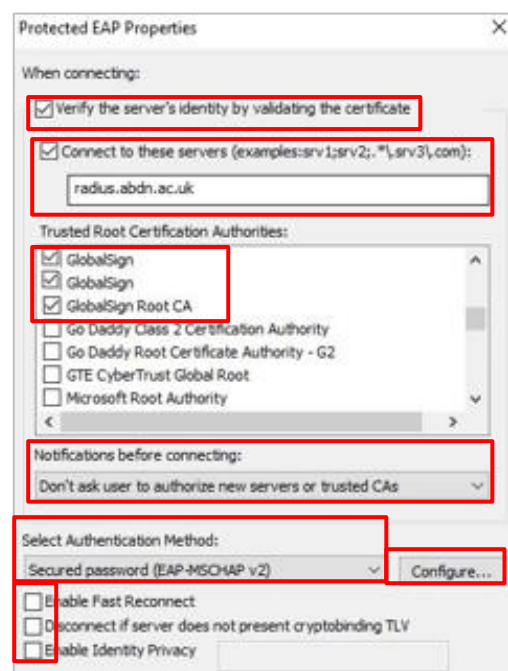 Protected EAP Properties
When connecting:
Verify the server's identity by validating the certificate
Connect to these servers (examples:srv1;srv2;.*\.srv3\.com):
radius.abdn.ac.uk
Trusted Root Certification Authorities:
GlobalSign
GlobalSign
GlobalSign Root CA
Go Daddy Class 2 Certification Authority
Go Daddy Root Certificate Authority - G2
GTE CyberTrust Global Root
Microsoft Root Authority
Notifications before connecting:
Don't ask user to authorize new servers or trusted CAs
Select Authentication Method:
Secured password (EAP-MSCHAP v2) Configure...
Enable Fast Reconnect
Disconnect if server does not present cryptobinding TLV
Enable Identity Privacy